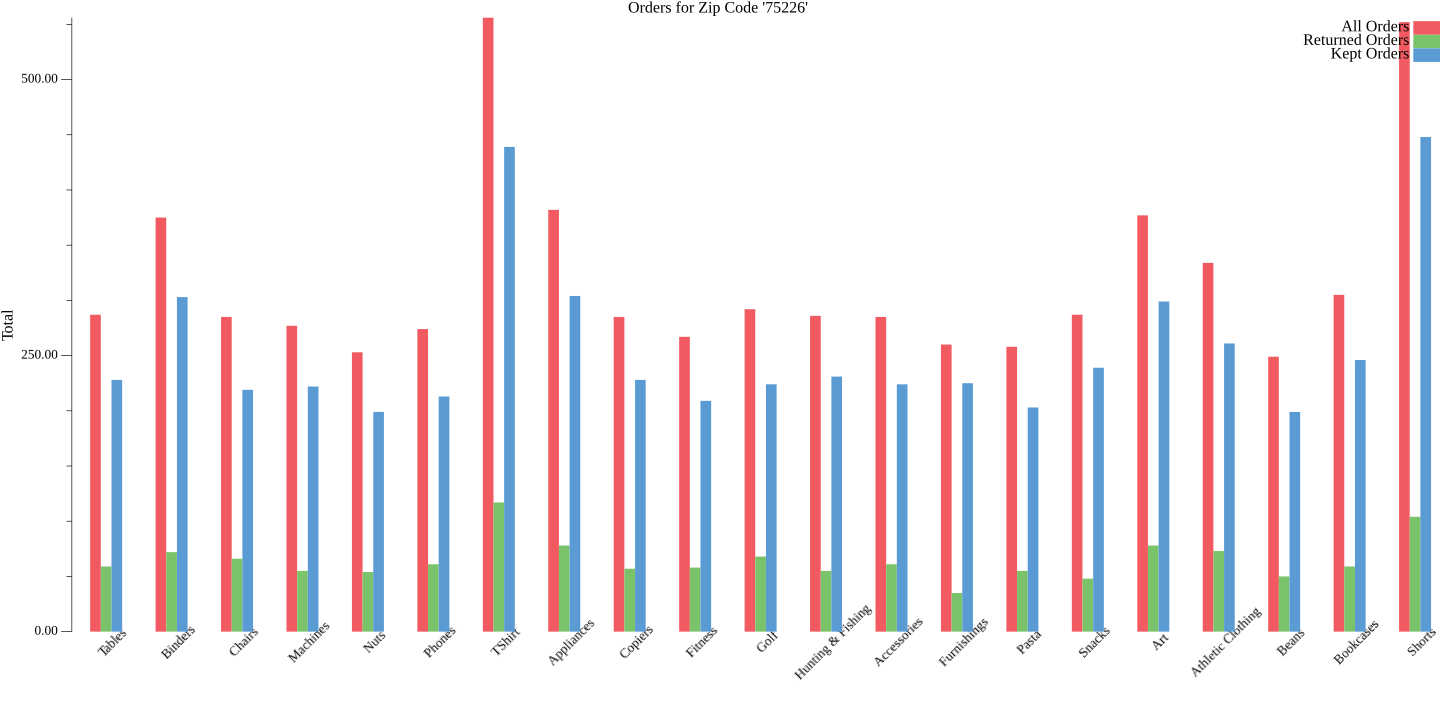 Orders for Zip Code '75226'
All Orders
Returned Orders
Kept Orders
500.00
250.00
0.00
Total
Tables
Binders
Chairs
Machines
Nuts
Phones
TShirt
Appliances
Copiers
Fitness
Golf
Hunting & Fishing
Accessories
Furnishings
Pasta
Snacks
Art
Athletic Clothing
Beans
Bookcases
Shorts